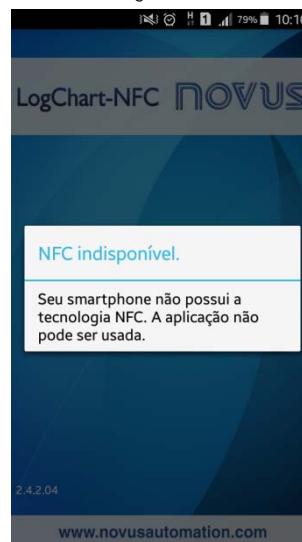 79% 10:10
LogChart-NFC NOVUS
NFC indisponível.
Seu smartphone não possui a
tecnologia NFC. A aplicação não
pode ser usada.
2.4.2.04
www.novusautomation.com